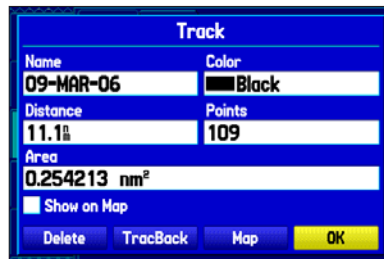 Track
Name Color
09-MAR-06 Black
Distance Points
11.1nm 109
Area
0.254213 nm²
Show on Map
Delete TracBack Map OK